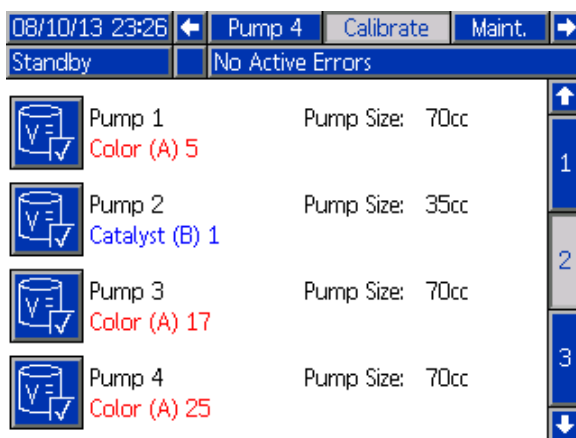 08/10/13 23:26 Pump 4 Calibrate Maint.
Standby No Active Errors
Pump 1 Pump Size: 70cc
Color (A) 5
1
V=
Pump 2 Pump Size: 35cc
Catalyst (B) 1
2
V=
Pump 3 Pump Size: 70cc
Color (A) 17
V=
Pump 4 Pump Size: 70cc
3
Color (A) 25
V=